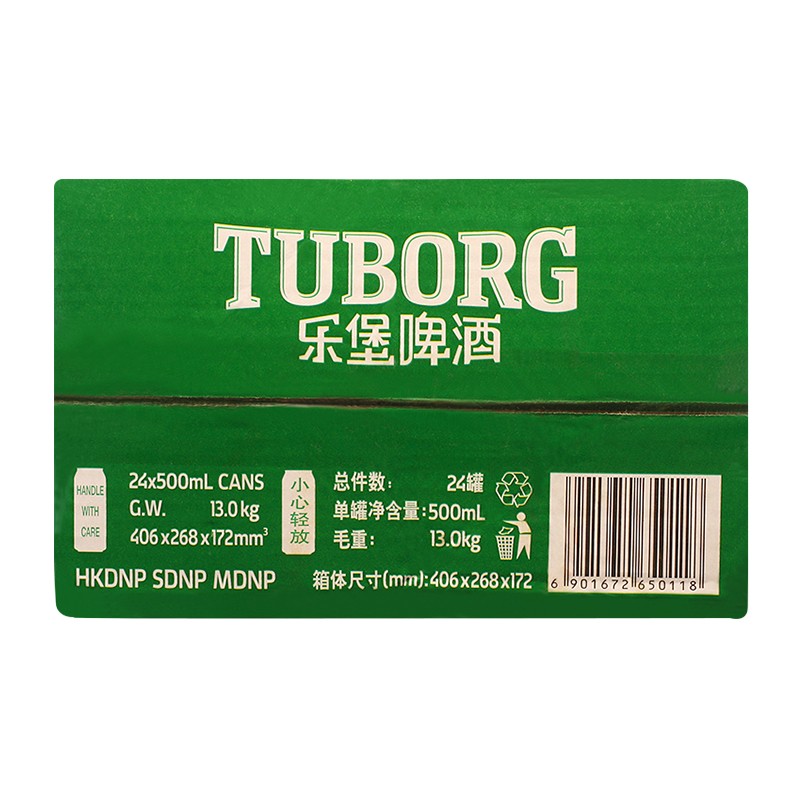 TUBORG
乐堡啤酒
HANDLE
WITH
CARE
24x500mL CANS
G.W. 13.0kg
406x268x172mm³
小心轻放
总件数: 24罐
单罐净含量:500mL
毛重: 13.0kg
HKDNP SDNP MDNP
箱体尺寸(mm):406x268x172
6 901672 650118